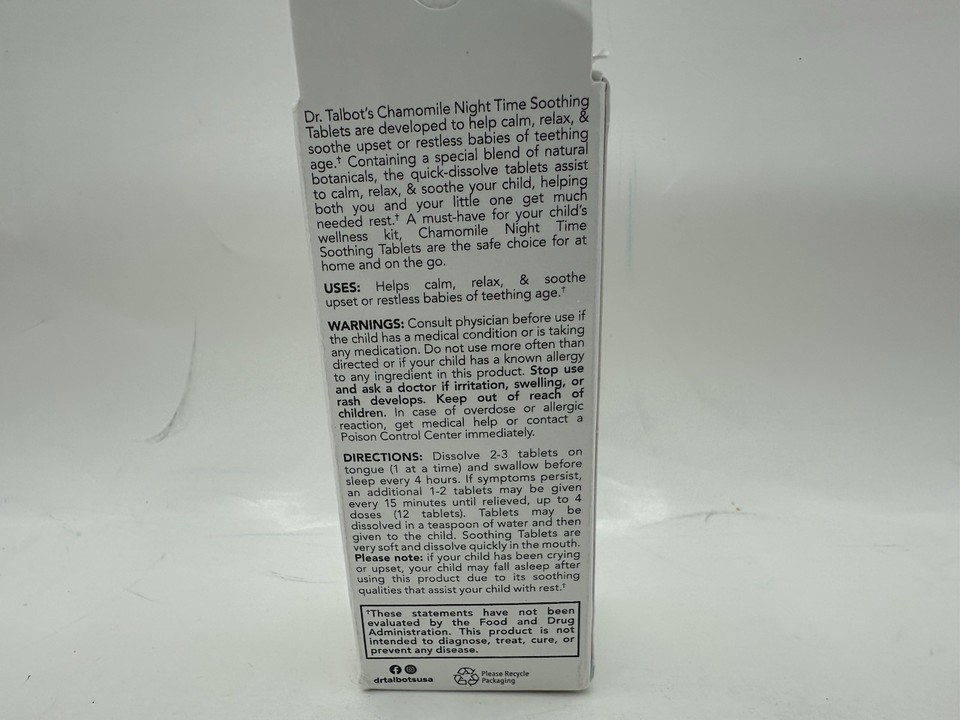 Dr. Talbot's Chamomile Night Time Soothing
Tablets are developed to help calm, relax, &
soothe upset or restless babies of teething
age.† Containing a special blend of natural
botanicals, the quick-dissolve tablets assist
to calm, relax, & soothe your child, helping
both you and your little one get much
needed rest.† A must-have for your child's
wellness kit, Chamomile Night Time
Soothing Tablets are the safe choice for at
home and on the go.
USES: Helps calm, relax, & soothe
upset or restless babies of teething age.†
WARNINGS: Consult physician before use if
the child has a medical condition or is taking
any medication. Do not use more often than
directed or if your child has a known allergy
to any ingredient in this product. Stop use
and ask a doctor if irritation, swelling, or
rash develops. Keep out of reach of
children. In case of overdose or allergic
reaction, get medical help or contact a
Poison Control Center immediately.
DIRECTIONS: Dissolve 2-3 tablets on
tongue (1 at a time) and swallow before
sleep every 4 hours. If symptoms persist,
an additional 1-2 tablets may be given
every 15 minutes until relieved, up to 4
doses (12 tablets). Tablets may be
dissolved in a teaspoon of water and then
given to the child. Soothing Tablets are
very soft and dissolve quickly in the mouth.
Please note: if your child has been crying
or upset, your child may fall asleep after
using this product due to its soothing
qualities that assist your child with rest.†
†These statements have not been
evaluated by the Food and Drug
Administration. This product is not
intended to diagnose, treat, cure, or
prevent any disease.
drtalbotsusa
Please Recycle
Packaging